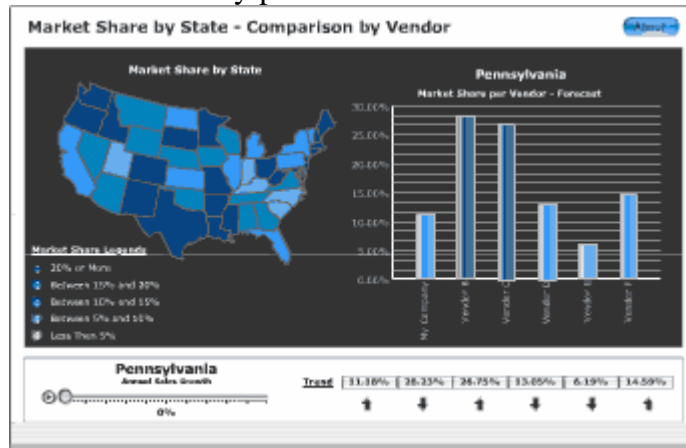 Market Share by State - Comparison by Vendor
About
Market Share by State
Pennsylvania
Market Share per Vendor - Forecast
30.00%
25.00%
20.00%
15.00%
10.00%
5.00%
0.00%
My Company
Vendor B
Vendor C
Vendor D
Vendor E
Vendor F
Market Share Legends
20% or More
Between 15% and 20%
Between 10% and 15%
Between 5% and 10%
Less Then 5%
Pennsylvania
Annual Sales Growth
0%
Trend 11.38% 28.23% 26.75% 13.05% 6.19% 14.59%